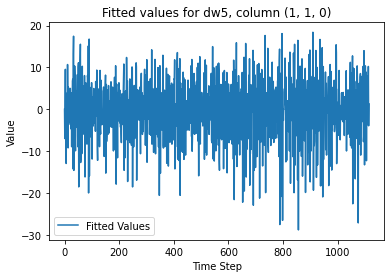 Fitted values for dw5, column (1, 1, 0)
20
10
0
−10
−20
−30
Value
Fitted Values
0 200 400 600 800 1000
Time Step